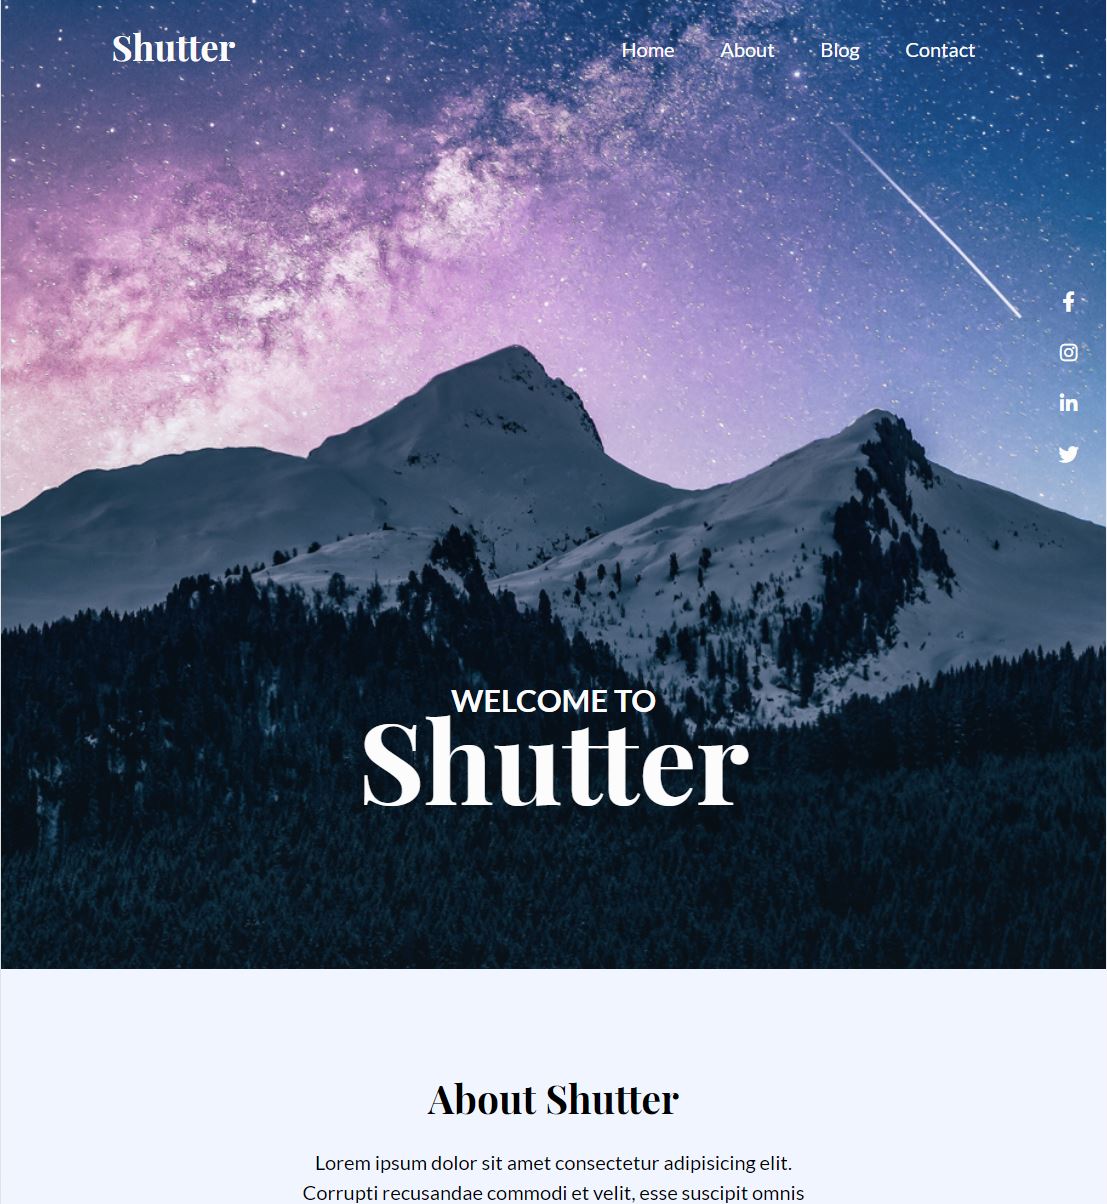 Shutter
Home About Blog Contact
WELCOME TO
Shutter
About Shutter
Lorem ipsum dolor sit amet consectetur adipisicing elit.
Corrupti recusandae commodi et velit, esse suscipit omnis